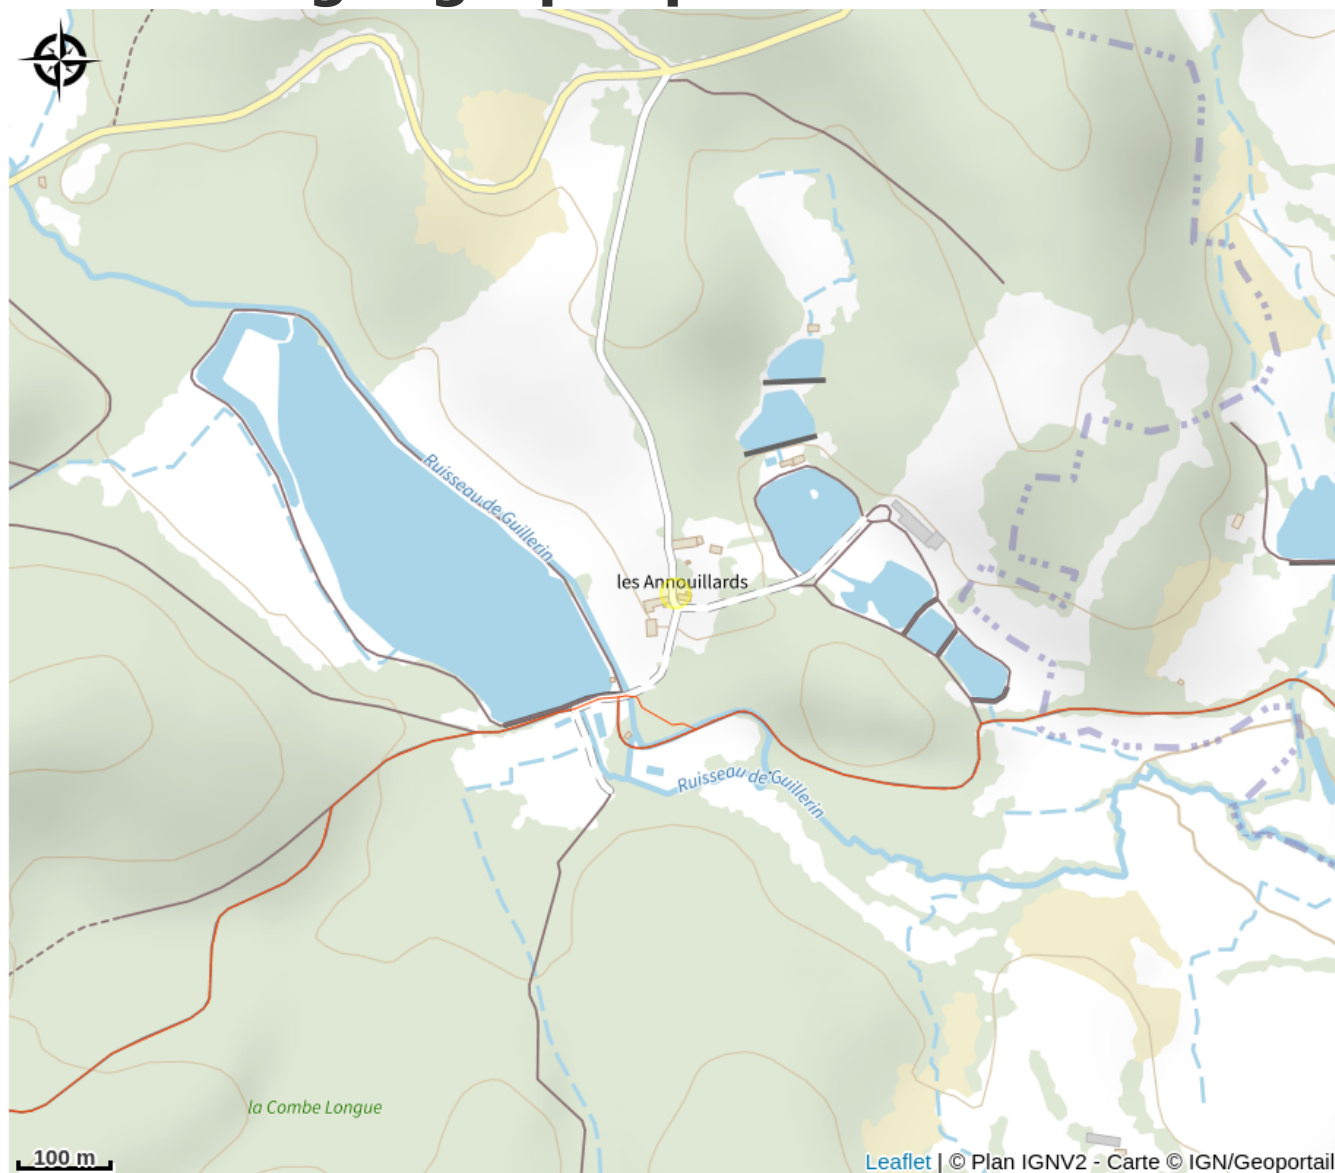 Ruisseau de Guillerin
les Annouillards
Ruisseau de Guillerin
la Combe Longue
100 m
Leaflet | © Plan IGNV2 - Carte © IGN/Geoportail